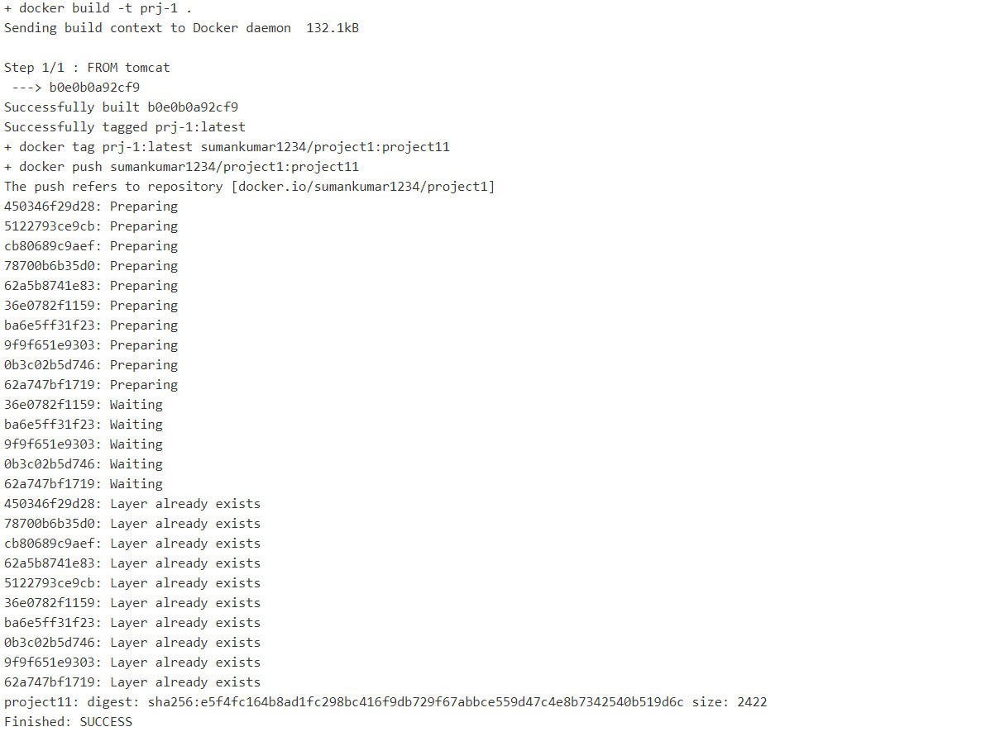 + docker build -t prj-1 .
Sending build context to Docker daemon  132.1kB
Step 1/1 : FROM tomcat
 ---> b0e0b0a92cf9
Successfully built b0e0b0a92cf9
Successfully tagged prj-1:latest
+ docker tag prj-1:latest sumankumar1234/project1:project11
+ docker push sumankumar1234/project1:project11
The push refers to repository [docker.io/sumankumar1234/project1]
450346f29d28: Preparing
5122793ce9cb: Preparing
cb80689c9aef: Preparing
78700b6b35d0: Preparing
62a5b8741e83: Preparing
36e0782f1159: Preparing
ba6e5ff31f23: Preparing
9f9f651e9303: Preparing
0b3c02b5d746: Preparing
62a747bf1719: Preparing
36e0782f1159: Waiting
ba6e5ff31f23: Waiting
9f9f651e9303: Waiting
0b3c02b5d746: Waiting
62a747bf1719: Waiting
450346f29d28: Layer already exists
78700b6b35d0: Layer already exists
cb80689c9aef: Layer already exists
62a5b8741e83: Layer already exists
5122793ce9cb: Layer already exists
36e0782f1159: Layer already exists
ba6e5ff31f23: Layer already exists
0b3c02b5d746: Layer already exists
9f9f651e9303: Layer already exists
62a747bf1719: Layer already exists
project11: digest: sha256:e5f4fc164b8ad1fc298bc416f9db729f67abbce559d47c4e8b7342540b519d6c size: 2422
Finished: SUCCESS